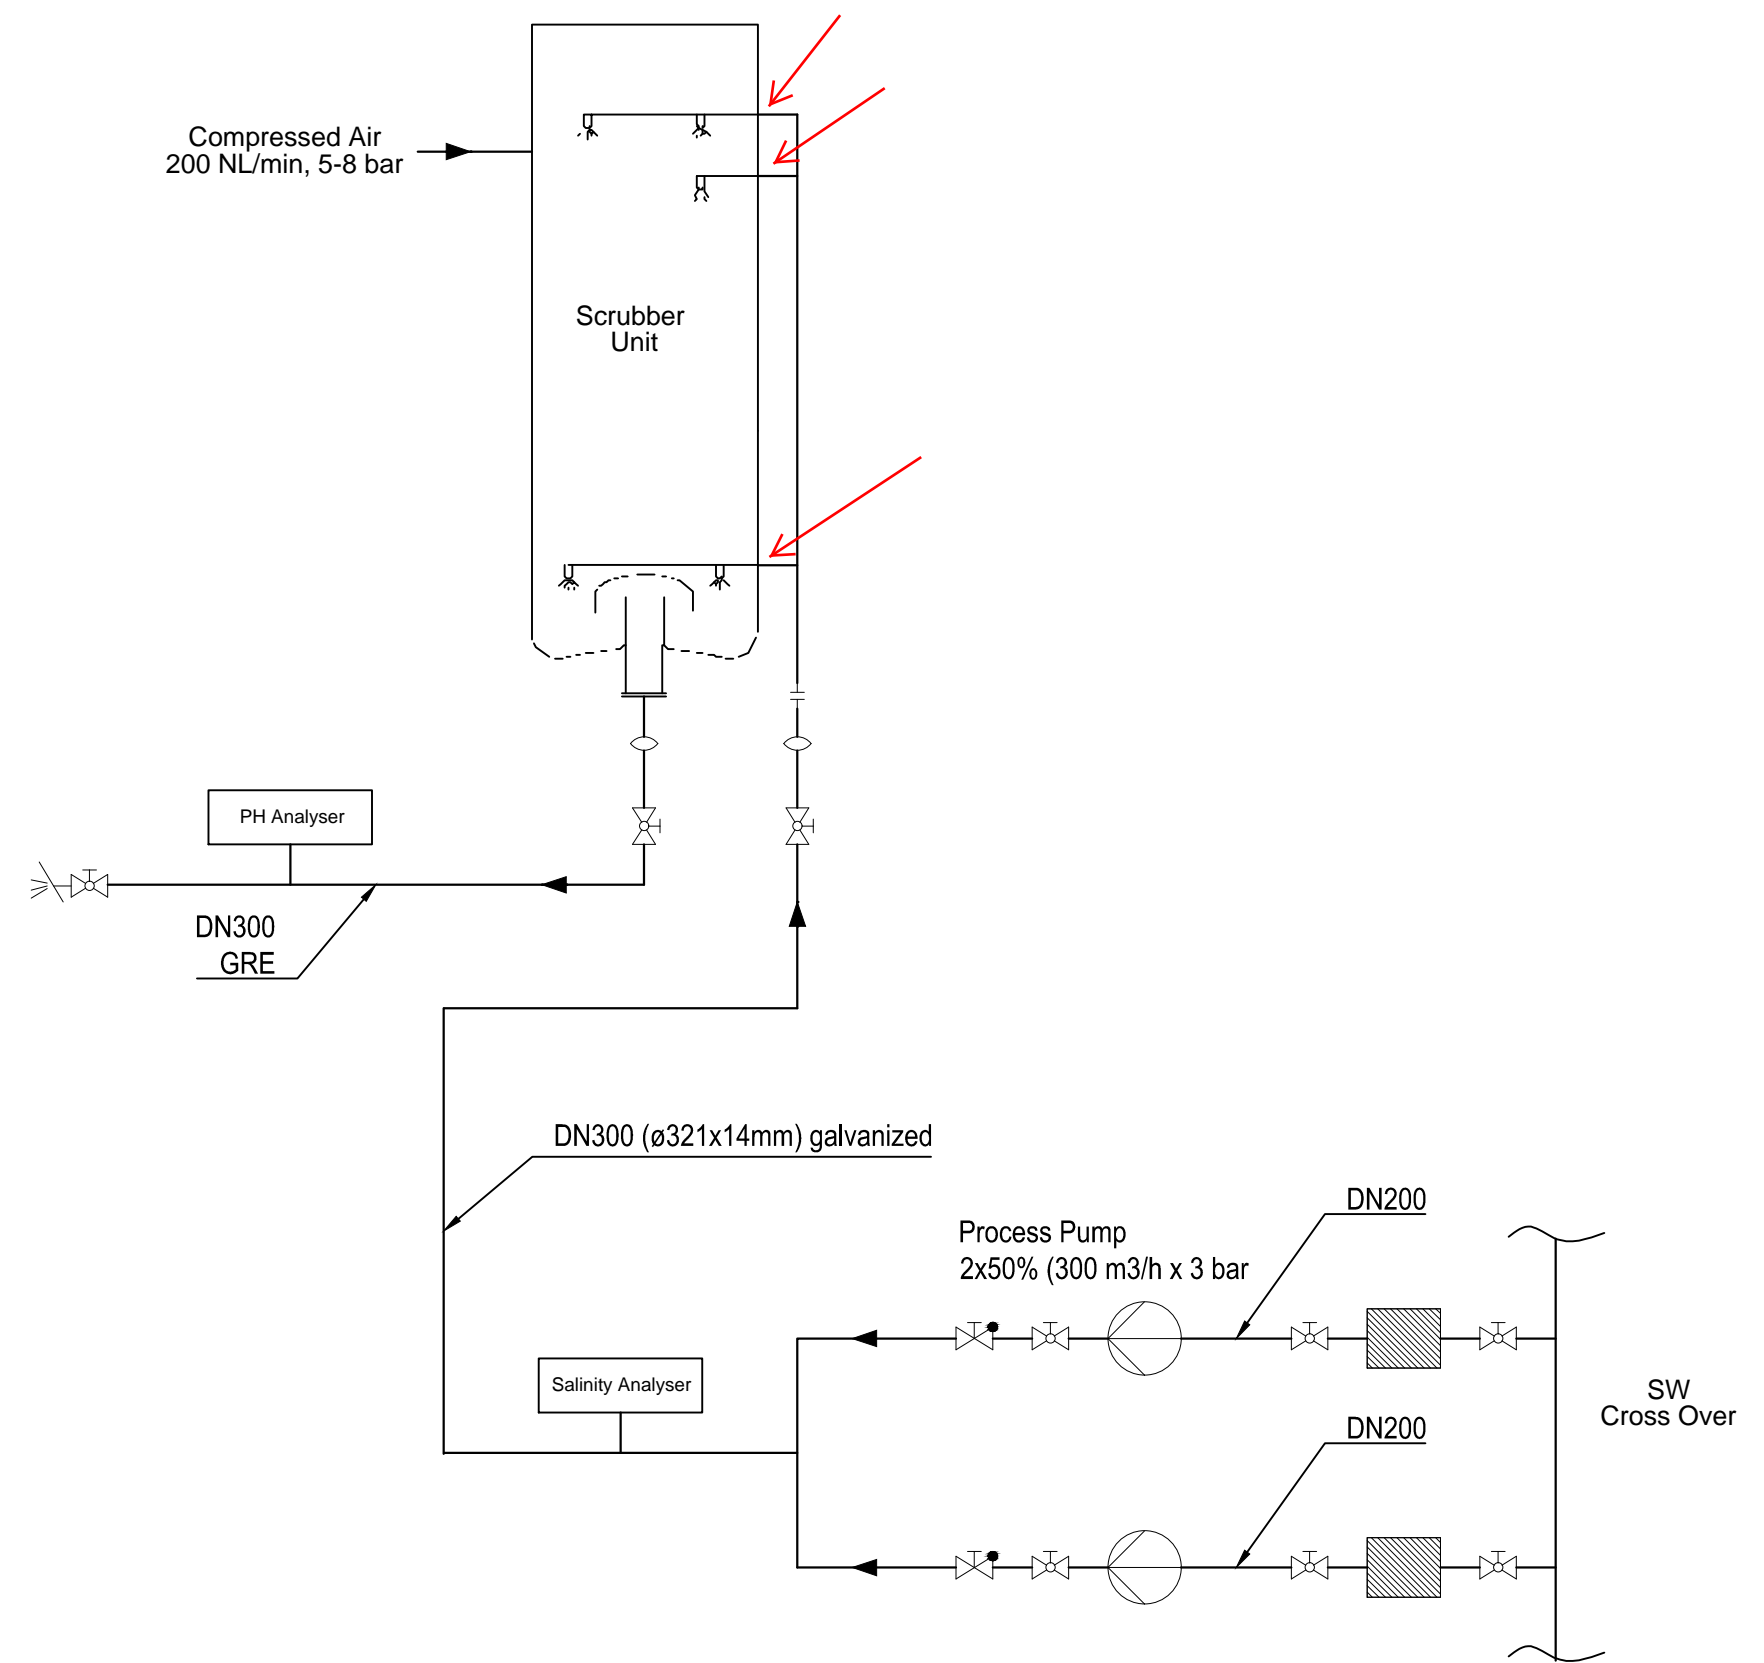 Compressed Air
200 NL/min, 5-8 bar
Scrubber
Unit
PH Analyser
DN300
GRE
DN300 (ø321x14mm) galvanized
DN200
Process Pump
2x50% (300 m3/h x 3 bar
Salinity Analyser
SW
Cross Over
DN200